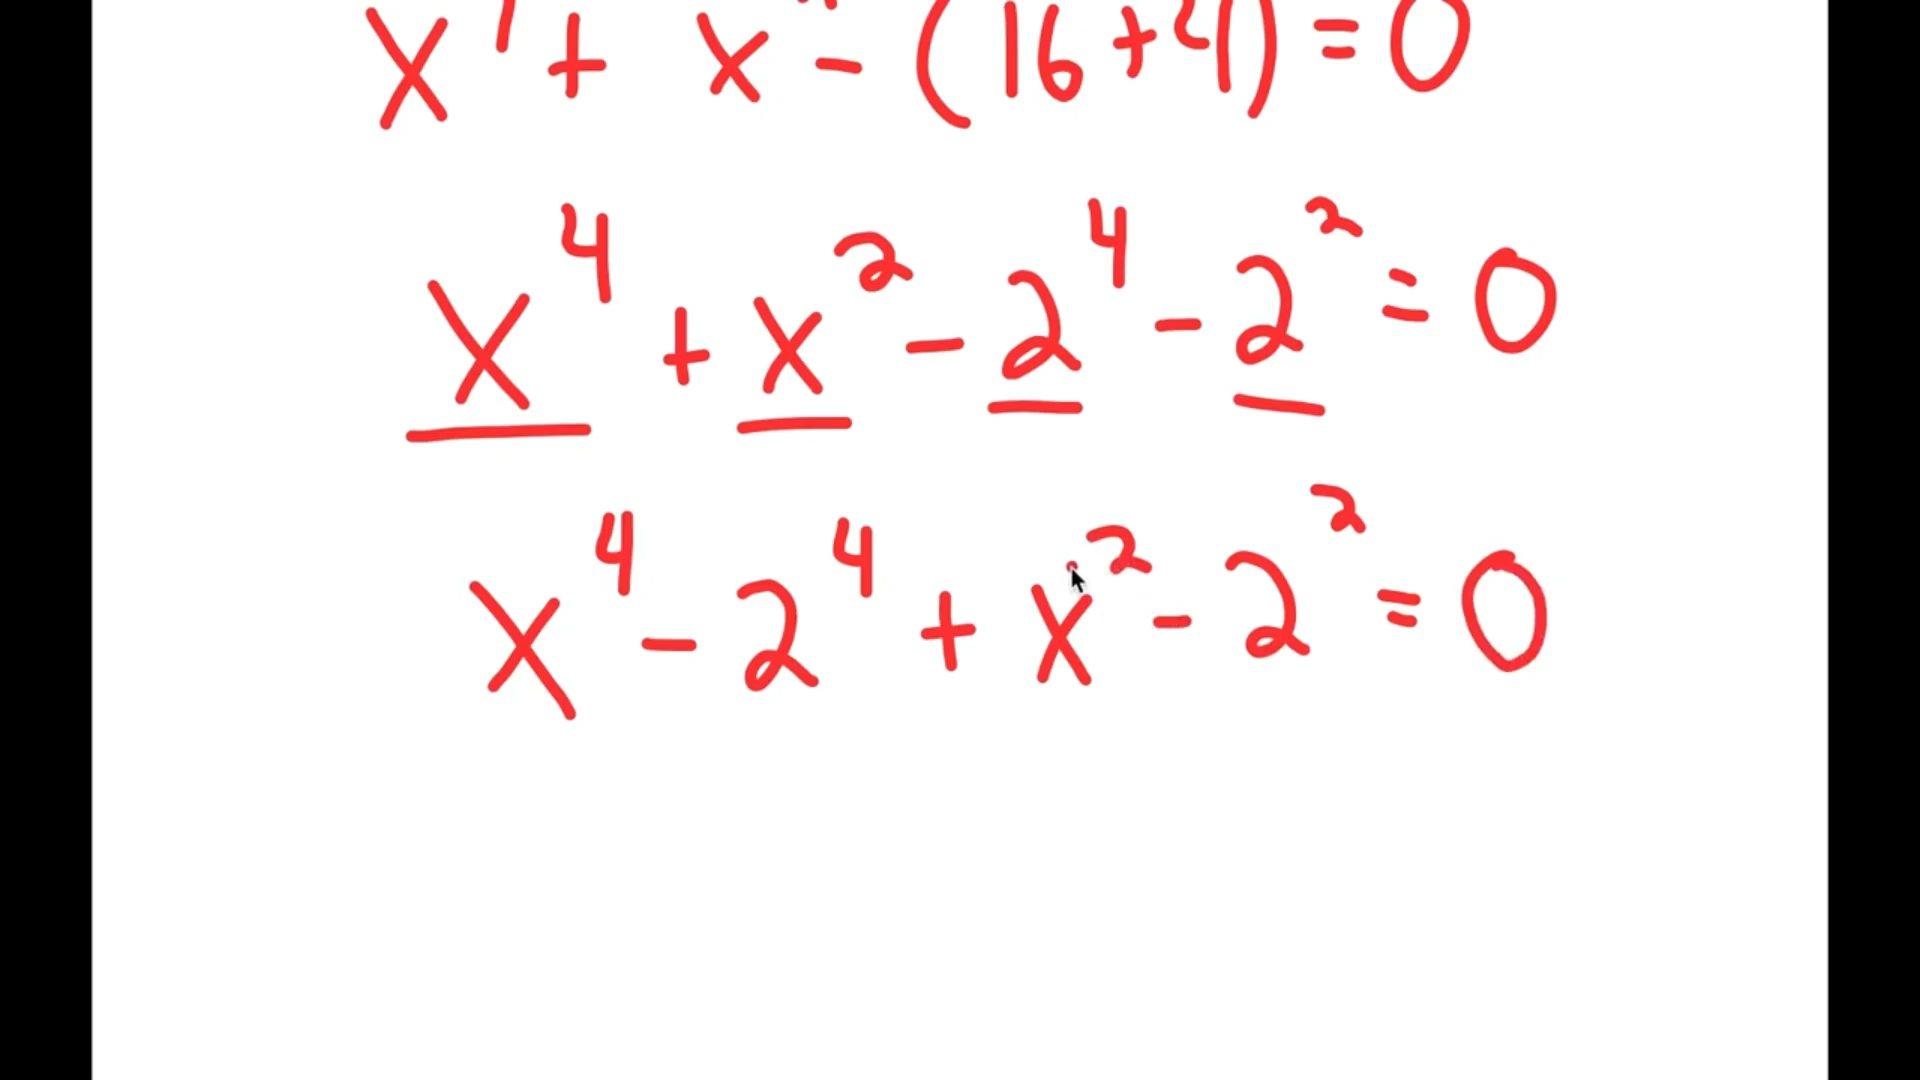 x⁴ + x² - (16+4) = 0
x⁴ + x² - 2⁴ - 2² = 0
x⁴ - 2⁴ + x² - 2² = 0